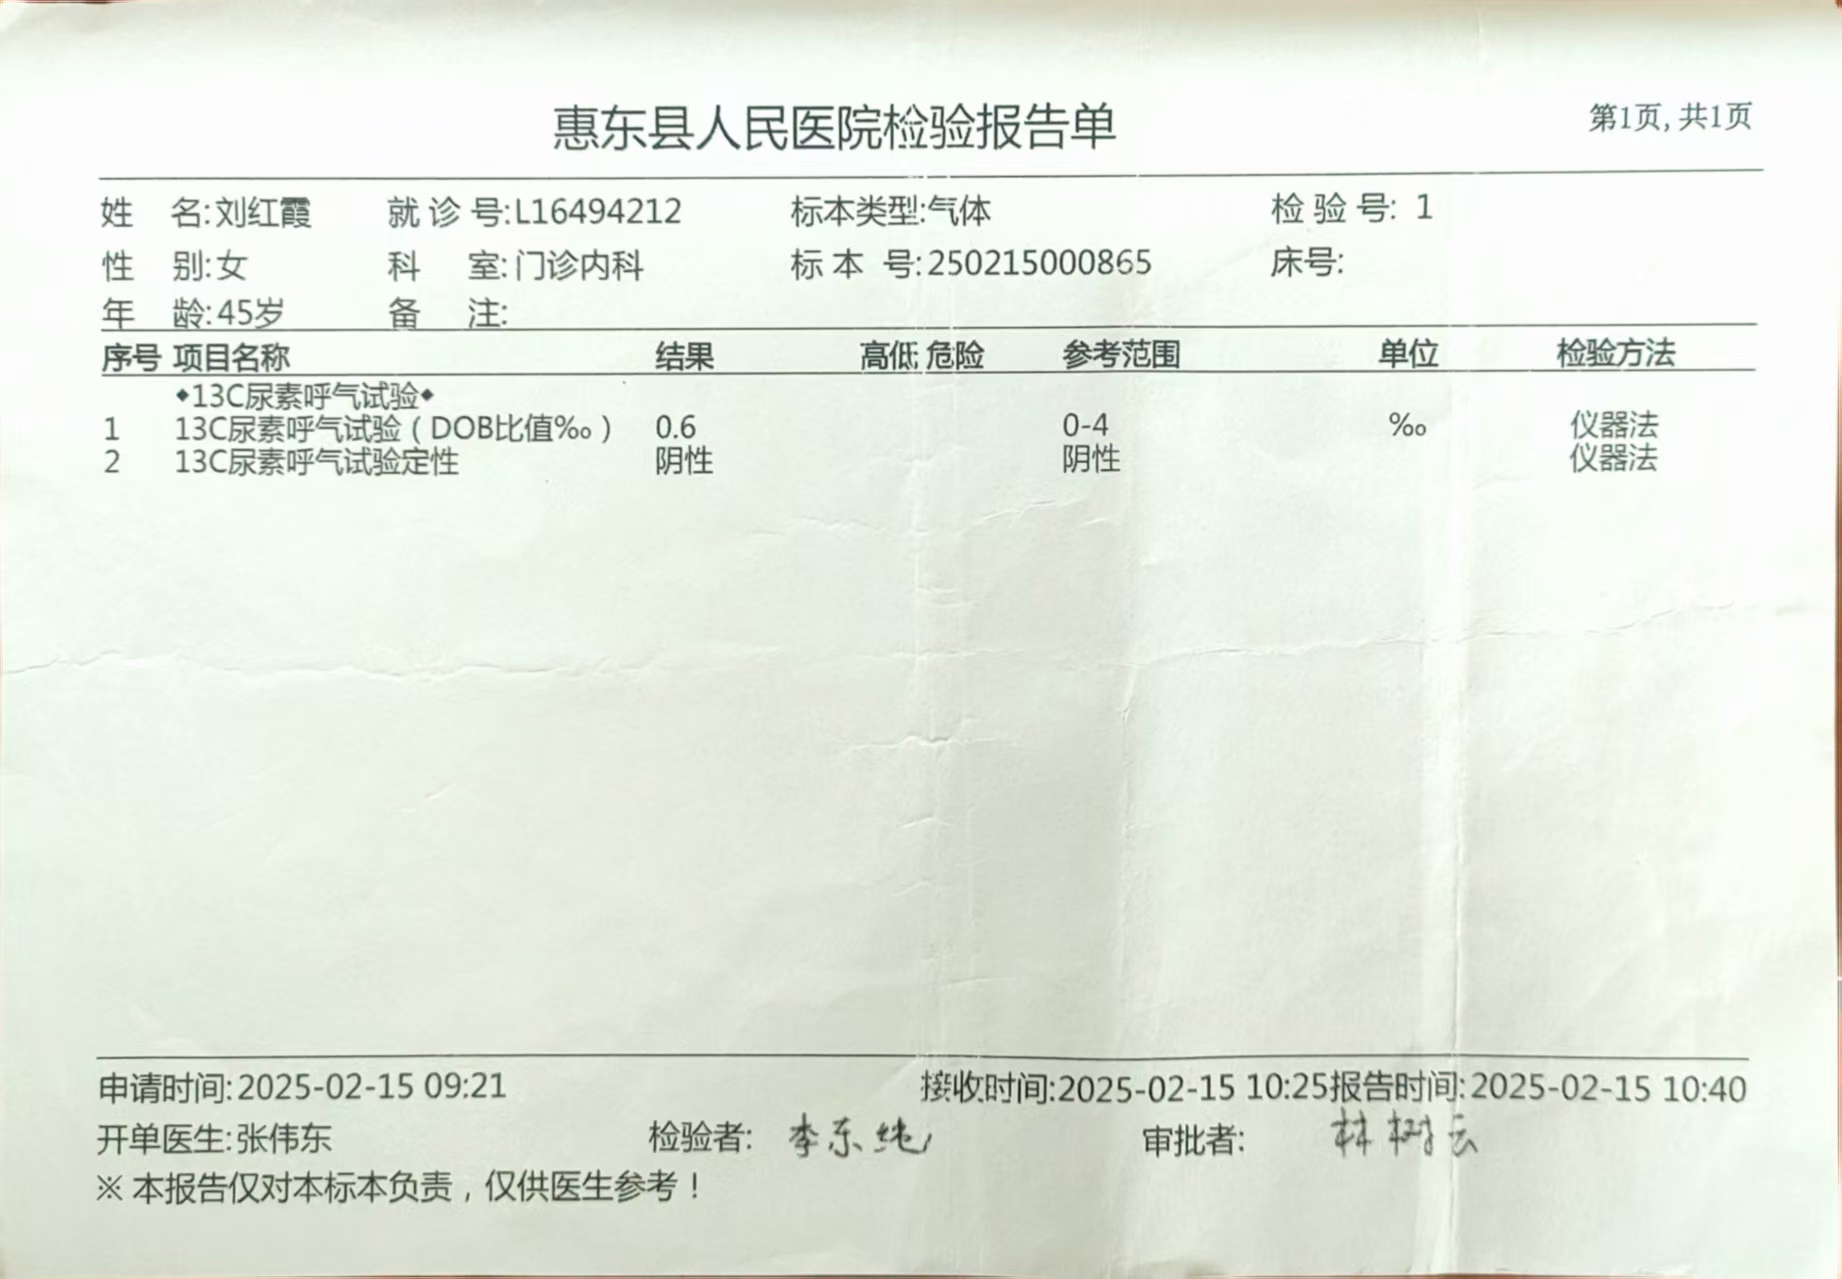 惠东县人民医院检验报告单
第1页,共1页
姓 名:刘红霞 就诊号:L16494212 标本类型:气体 检验号: 1
性 别:女 科 室:门诊内科 标本号:250215000865 床号:
年 龄:45岁 备 注:
序号 项目名称 结果 高低 危险 参考范围 单位 检验方法
◆13C尿素呼气试验◆
1 13C尿素呼气试验(DOB比值‰) 0.6 0-4 ‰ 仪器法
2 13C尿素呼气试验定性 阴性 阴性 仪器法
申请时间:2025-02-15 09:21 接收时间:2025-02-15 10:25报告时间:2025-02-15 10:40
开单医生:张伟东 检验者: 李东纯 审批者: 林树云
※ 本报告仅对本标本负责,仅供医生参考!